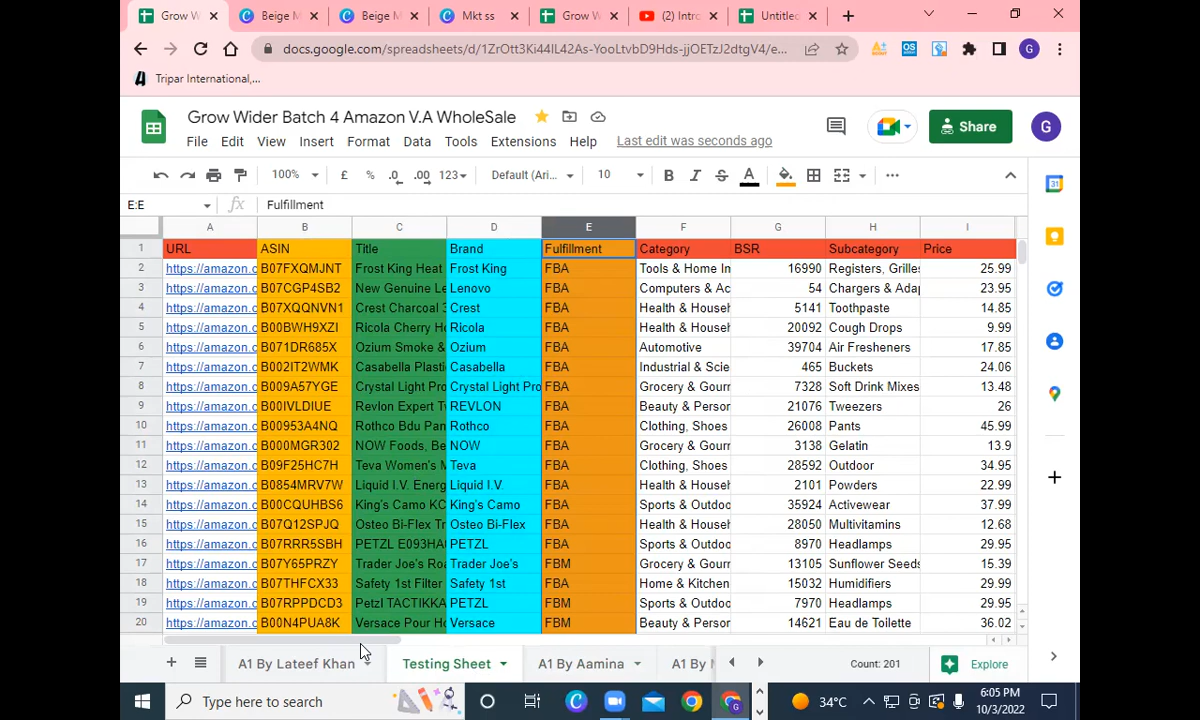 Grow W
Beige M
Beige M
Mkt ss
Grow W
(2) Intro
Untitled
docs.google.com/spreadsheets/d/1ZrOtt3Ki44IL42As-YooLtvbD9Hds-jjOETzJ2dtgV4/e...
G
Tripar International,...
Grow Wider Batch 4 Amazon V.A WholeSale
Share
G
File Edit View Insert Format Data Tools Extensions Help Last edit was seconds ago
100% £ % .0 .00 123 Default (Ari... 10 B I S A
E:E fx Fulfillment
A B C D E F G H I
1 URL ASIN Title Brand Fulfillment Category BSR Subcategory Price
2 https://amazon.c B07FXQMJNT Frost King Heat Frost King FBA Tools & Home In 16990 Registers, Grilles 25.99
3 https://amazon.c B07CGP4SB2 New Genuine Le Lenovo FBA Computers & Ac 54 Chargers & Adap 23.95
4 https://amazon.c B07XQQNVN1 Crest Charcoal 3 Crest FBA Health & Househ 5141 Toothpaste 14.85
5 https://amazon.c B00BWH9XZI Ricola Cherry Ho Ricola FBA Health & Househ 20092 Cough Drops 9.99
6 https://amazon.c B071DR685X Ozium Smoke & Ozium FBA Automotive 39704 Air Fresheners 17.85
7 https://amazon.c B002IT2WMK Casabella Plasti Casabella FBA Industrial & Scie 465 Buckets 24.06
8 https://amazon.c B009A57YGE Crystal Light Pro Crystal Light Pro FBA Grocery & Gourr 7328 Soft Drink Mixes 13.48
9 https://amazon.c B00IVLDIUE Revlon Expert Tw REVLON FBA Beauty & Person 21076 Tweezers 26
10 https://amazon.c B00953A4NQ Rothco Bdu Pan Rothco FBA Clothing, Shoes 26008 Pants 45.99
11 https://amazon.c B000MGR302 NOW Foods, Be NOW FBA Grocery & Gourr 3138 Gelatin 13.9
12 https://amazon.c B09F25HC7H Teva Women's M Teva FBA Clothing, Shoes 28592 Outdoor 34.95
13 https://amazon.c B0854MRV7W Liquid I.V. Energ Liquid I.V. FBA Health & Househ 2101 Powders 22.99
14 https://amazon.c B00CQUHBS6 King's Camo KC King's Camo FBA Sports & Outdoo 35924 Activewear 37.99
15 https://amazon.c B07Q12SPJQ Osteo Bi-Flex Tr Osteo Bi-Flex FBA Health & Househ 28050 Multivitamins 12.68
16 https://amazon.c B07RRR5SBH PETZL E093HA PETZL FBA Sports & Outdoo 8970 Headlamps 29.95
17 https://amazon.c B07Y65PRZY Trader Joe's Roa Trader Joe's FBM Grocery & Gourr 13105 Sunflower Seeds 15.39
18 https://amazon.c B07THFCX33 Safety 1st Filter Safety 1st FBA Home & Kitchen 15032 Humidifiers 29.99
19 https://amazon.c B07RPPDCD3 Petzl TACTIKKA PETZL FBM Sports & Outdoo 7970 Headlamps 29.95
20 https://amazon.c B00N4PUA8K Versace Pour Ho Versace FBM Beauty & Person 14621 Eau de Toilette 36.02
A1 By Lateef Khan Testing Sheet A1 By Aamina A1 By Count: 201 Explore
Type here to search
34°C
6:05 PM
10/3/2022